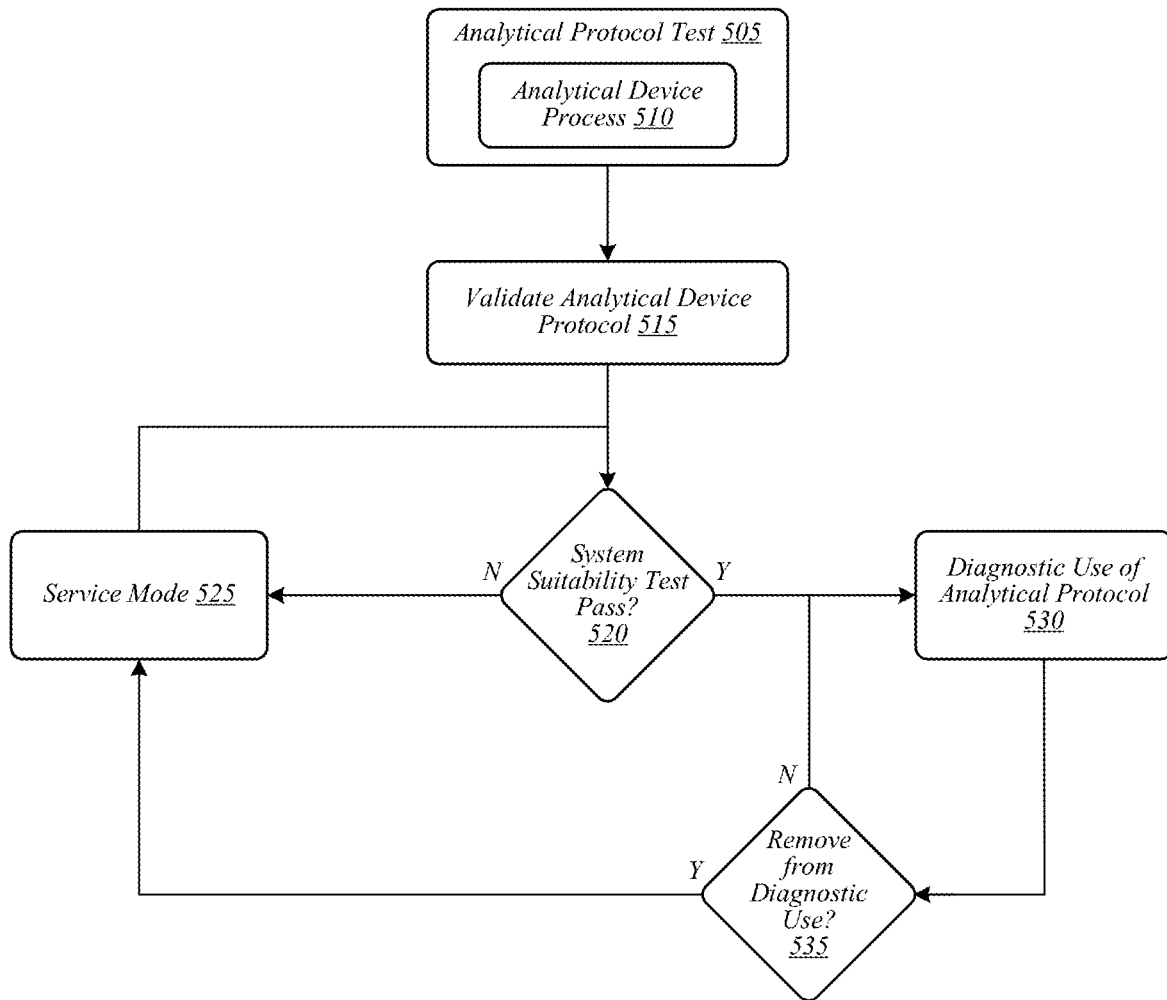 Analytical Protocol Test 505
Analytical Device
Process 510
Validate Analytical Device
Protocol 515
System
Suitability Test
Pass?
520
N
Y
Service Mode 525
Diagnostic Use of
Analytical Protocol
530
N
Y
Remove
from
Diagnostic
Use?
535